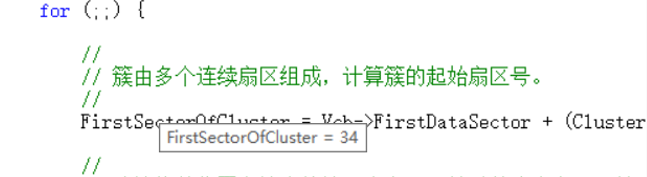 for (;;) {
//
// 簇由多个连续扇区组成，计算簇的起始扇区号。
//
FirstSectorOfCluster = Vcb->FirstDataSector + (Cluster
FirstSectorOfCluster = 34
//